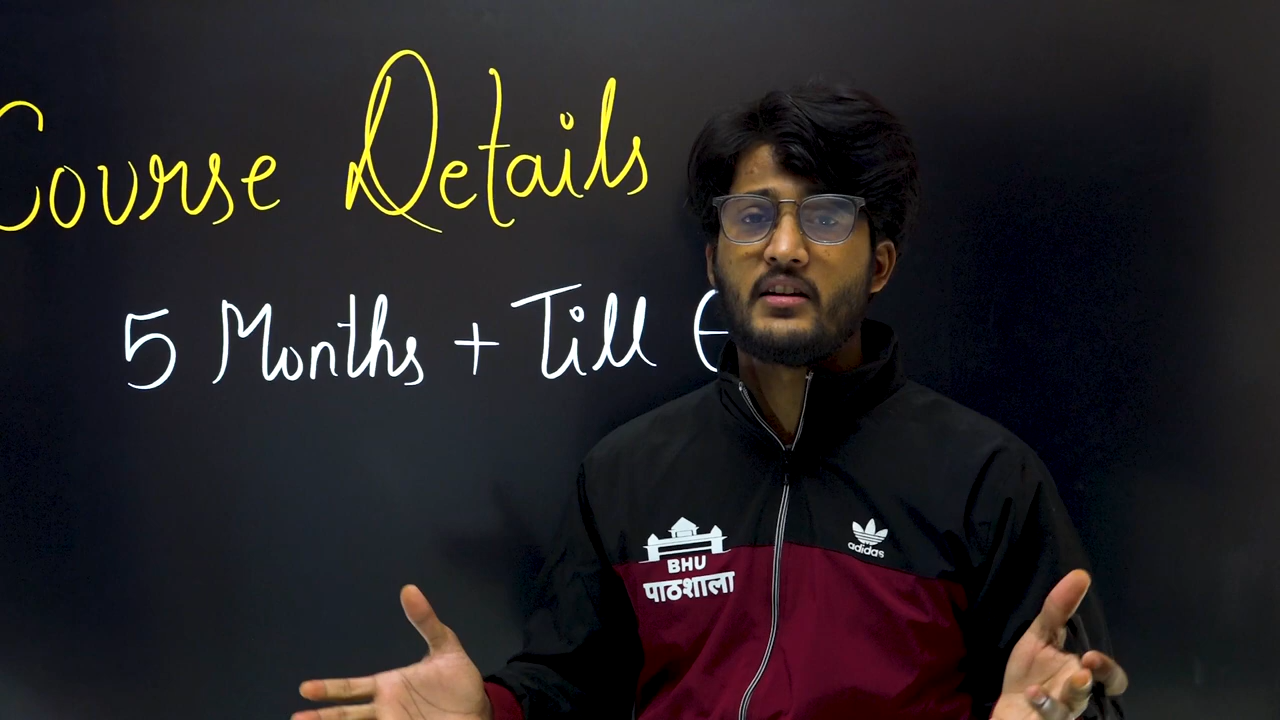 Course Details
5 Months + Till
BHU
पाठशाला
adidas